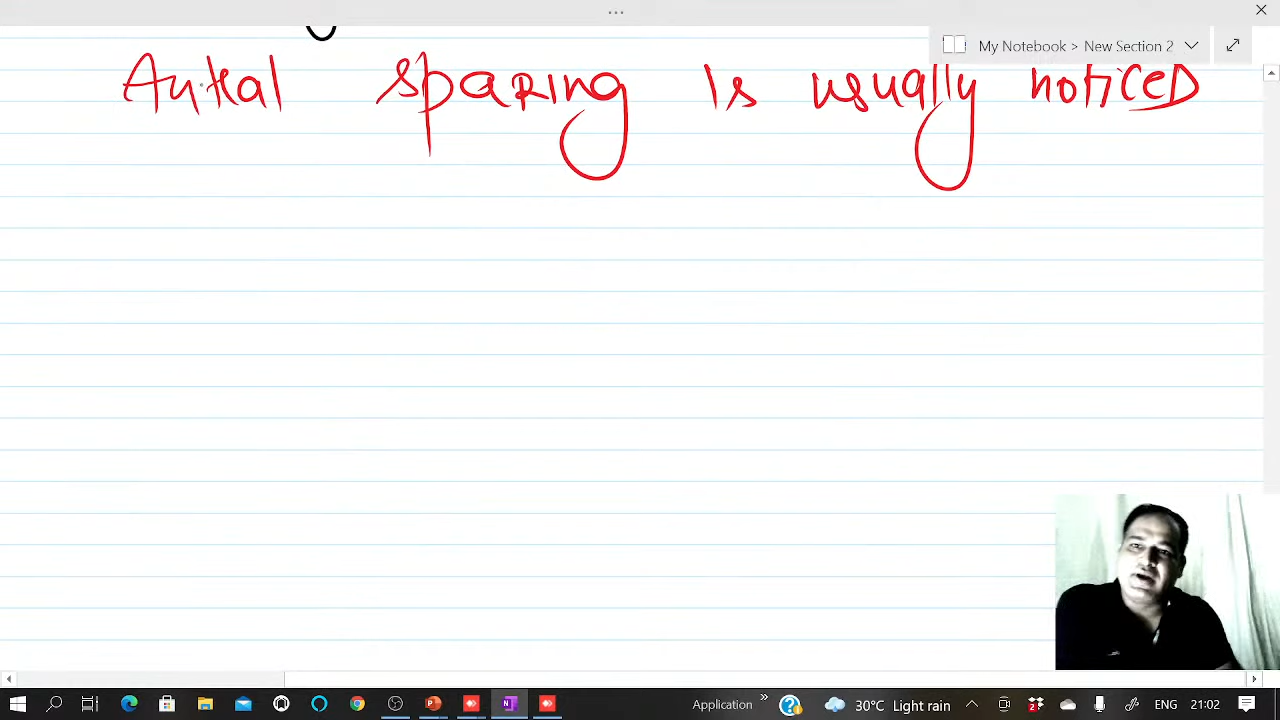 ...
My Notebook > New Section 2
Antral sparing is usually noticed
Application
30°C Light rain
ENG
21:02